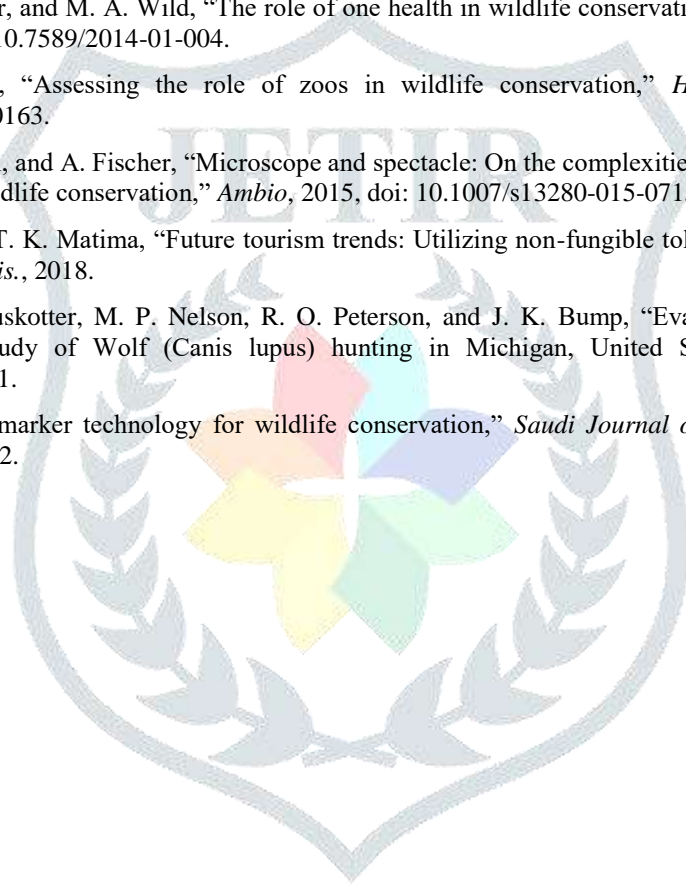 r, and M. A. Wild, “The role of one health in wildlife conservati
10.7589/2014-01-004.
, “Assessing the role of zoos in wildlife conservation,” H
0163.
, and A. Fischer, “Microscope and spectacle: On the complexitie
dlife conservation,” Ambio, 2015, doi: 10.1007/s13280-015-071
T. K. Matima, “Future tourism trends: Utilizing non-fungible to
is., 2018.
uskotter, M. P. Nelson, R. O. Peterson, and J. K. Bump, “Eva
udy of Wolf (Canis lupus) hunting in Michigan, United S
1.
marker technology for wildlife conservation,” Saudi Journal o
2.
JETIR